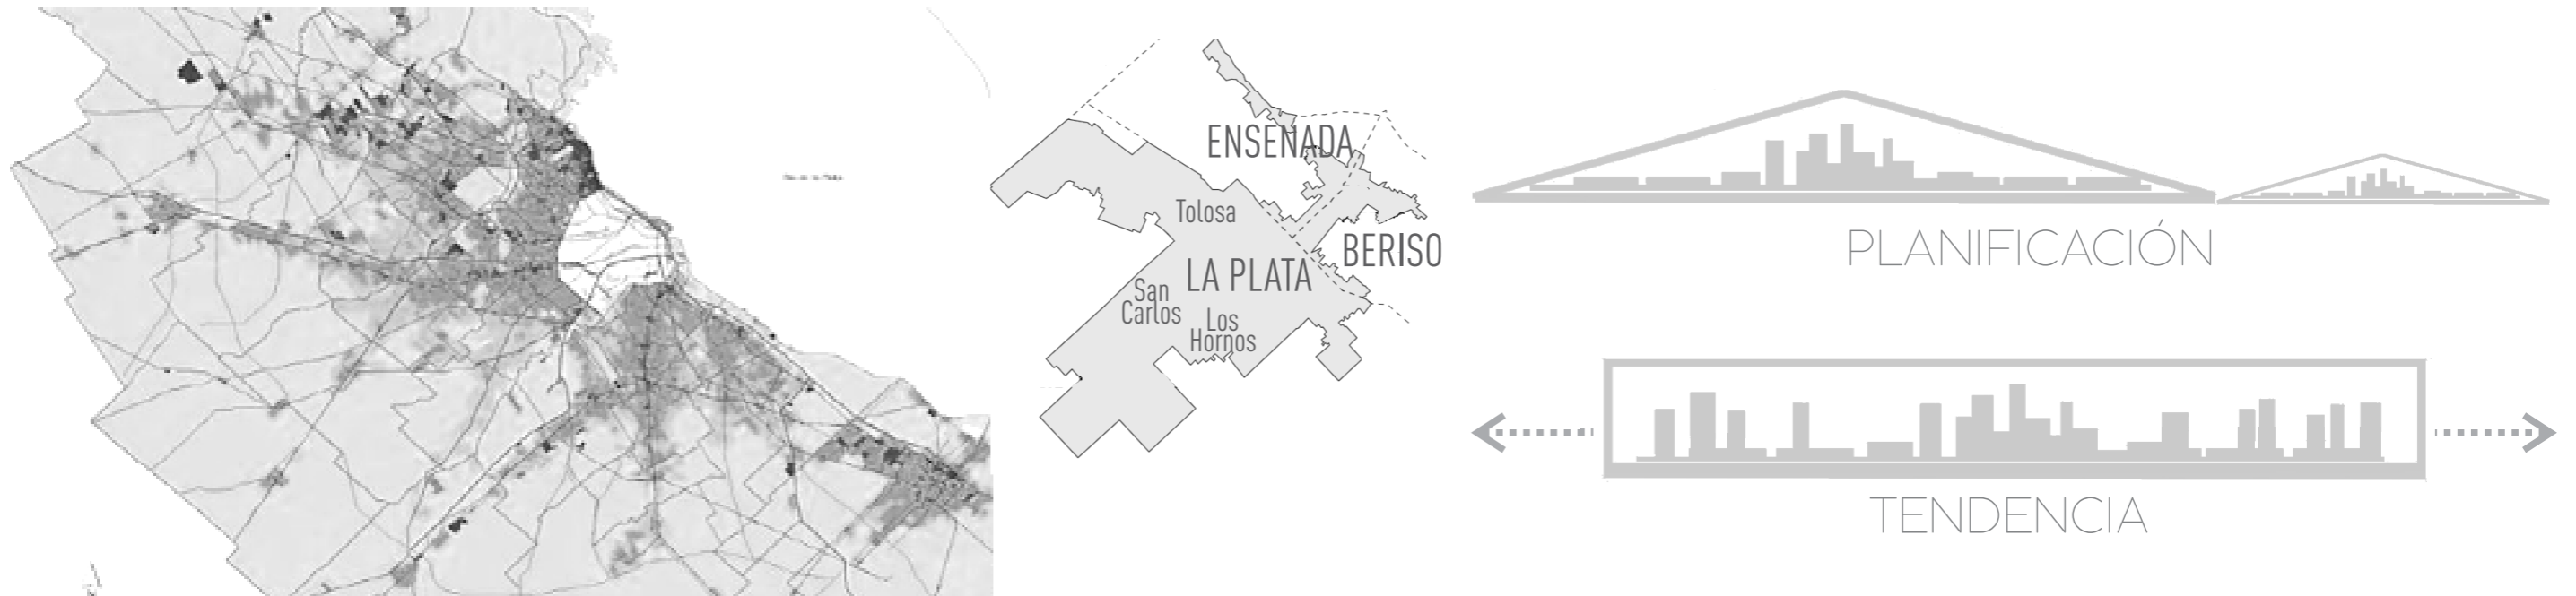 ENSENADA
Tolosa
BERISO
LA PLATA
San
Carlos
Los
Hornos
PLANIFICACIÓN
TENDENCIA